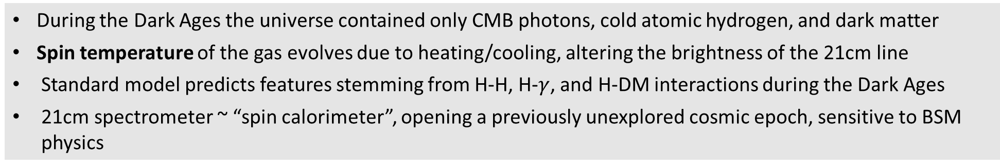 • During the Dark Ages the universe contained only CMB photons, cold atomic hydrogen, and dark matter
• Spin temperature of the gas evolves due to heating/cooling, altering the brightness of the 21cm line
• Standard model predicts features stemming from H-H, H-γ, and H-DM interactions during the Dark Ages
• 21cm spectrometer ~ “spin calorimeter”, opening a previously unexplored cosmic epoch, sensitive to BSM
physics